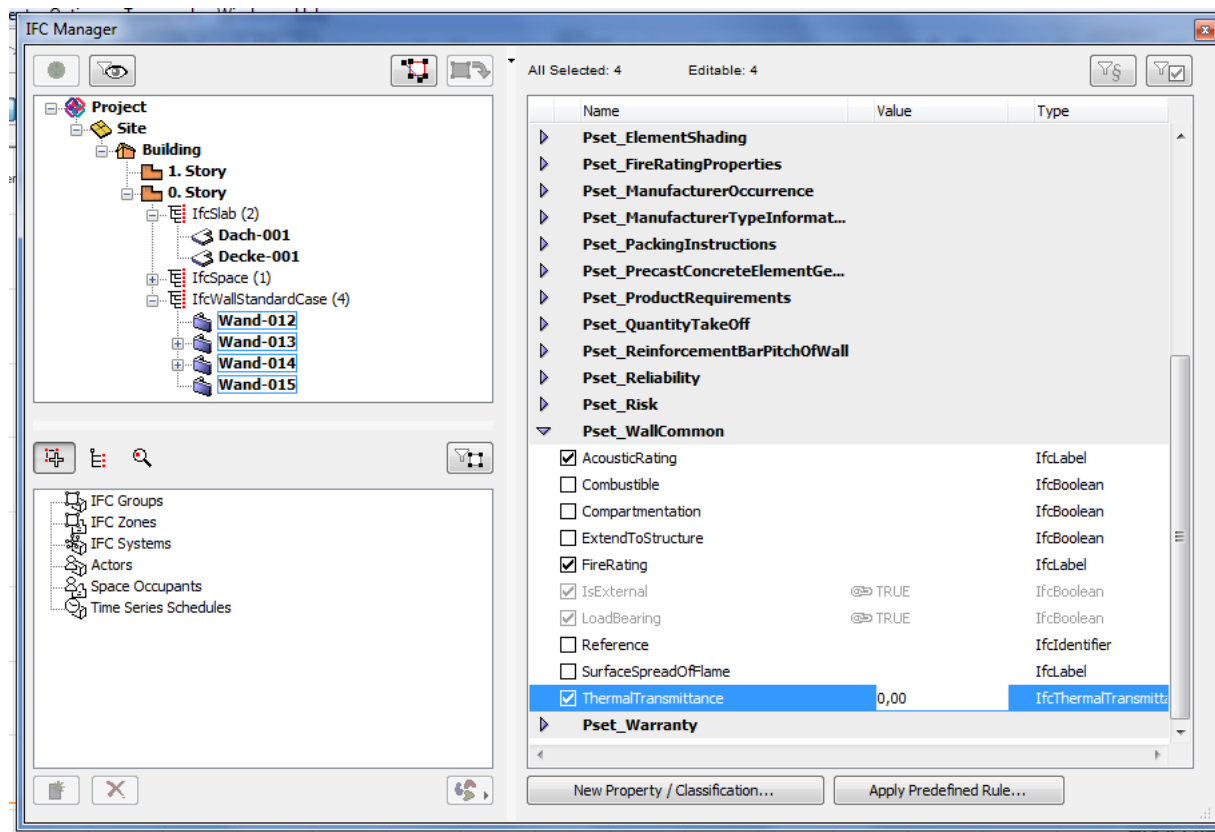 IFC Manager
All Selected: 4 Editable: 4
Project
Site
Building
1. Story
0. Story
IfcSlab (2)
Dach-001
Decke-001
IfcSpace (1)
IfcWallStandardCase (4)
Wand-012
Wand-013
Wand-014
Wand-015
IFC Groups
IFC Zones
IFC Systems
Actors
Space Occupants
Time Series Schedules
Name Value Type
Pset_ElementShading
Pset_FireRatingProperties
Pset_ManufacturerOccurrence
Pset_ManufacturerTypeInformat...
Pset_PackingInstructions
Pset_PrecastConcreteElementGe...
Pset_ProductRequirements
Pset_QuantityTakeOff
Pset_ReinforcementBarPitchOfWall
Pset_Reliability
Pset_Risk
Pset_WallCommon
AcousticRating IfcLabel
Combustible IfcBoolean
Compartmentation IfcBoolean
ExtendToStructure IfcBoolean
FireRating IfcLabel
IsExternal TRUE IfcBoolean
LoadBearing TRUE IfcBoolean
Reference IfcIdentifier
SurfaceSpreadOfFlame IfcLabel
ThermalTransmittance 0,00 IfcThermalTransmitta
Pset_Warranty
New Property / Classification... Apply Predefined Rule...